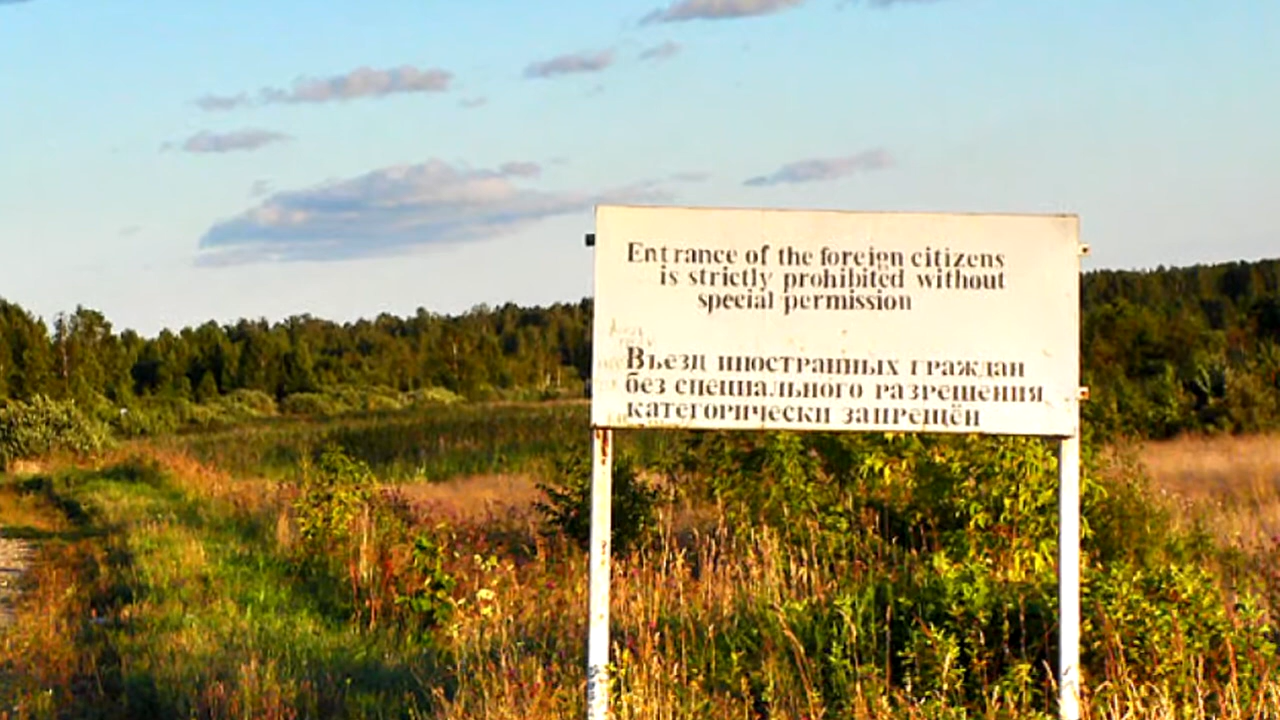 Entrance of the foreign citizens
is strictly prohibited without
special permission
Въезд иностранных граждан
без специального разрешения
категорически запрещён